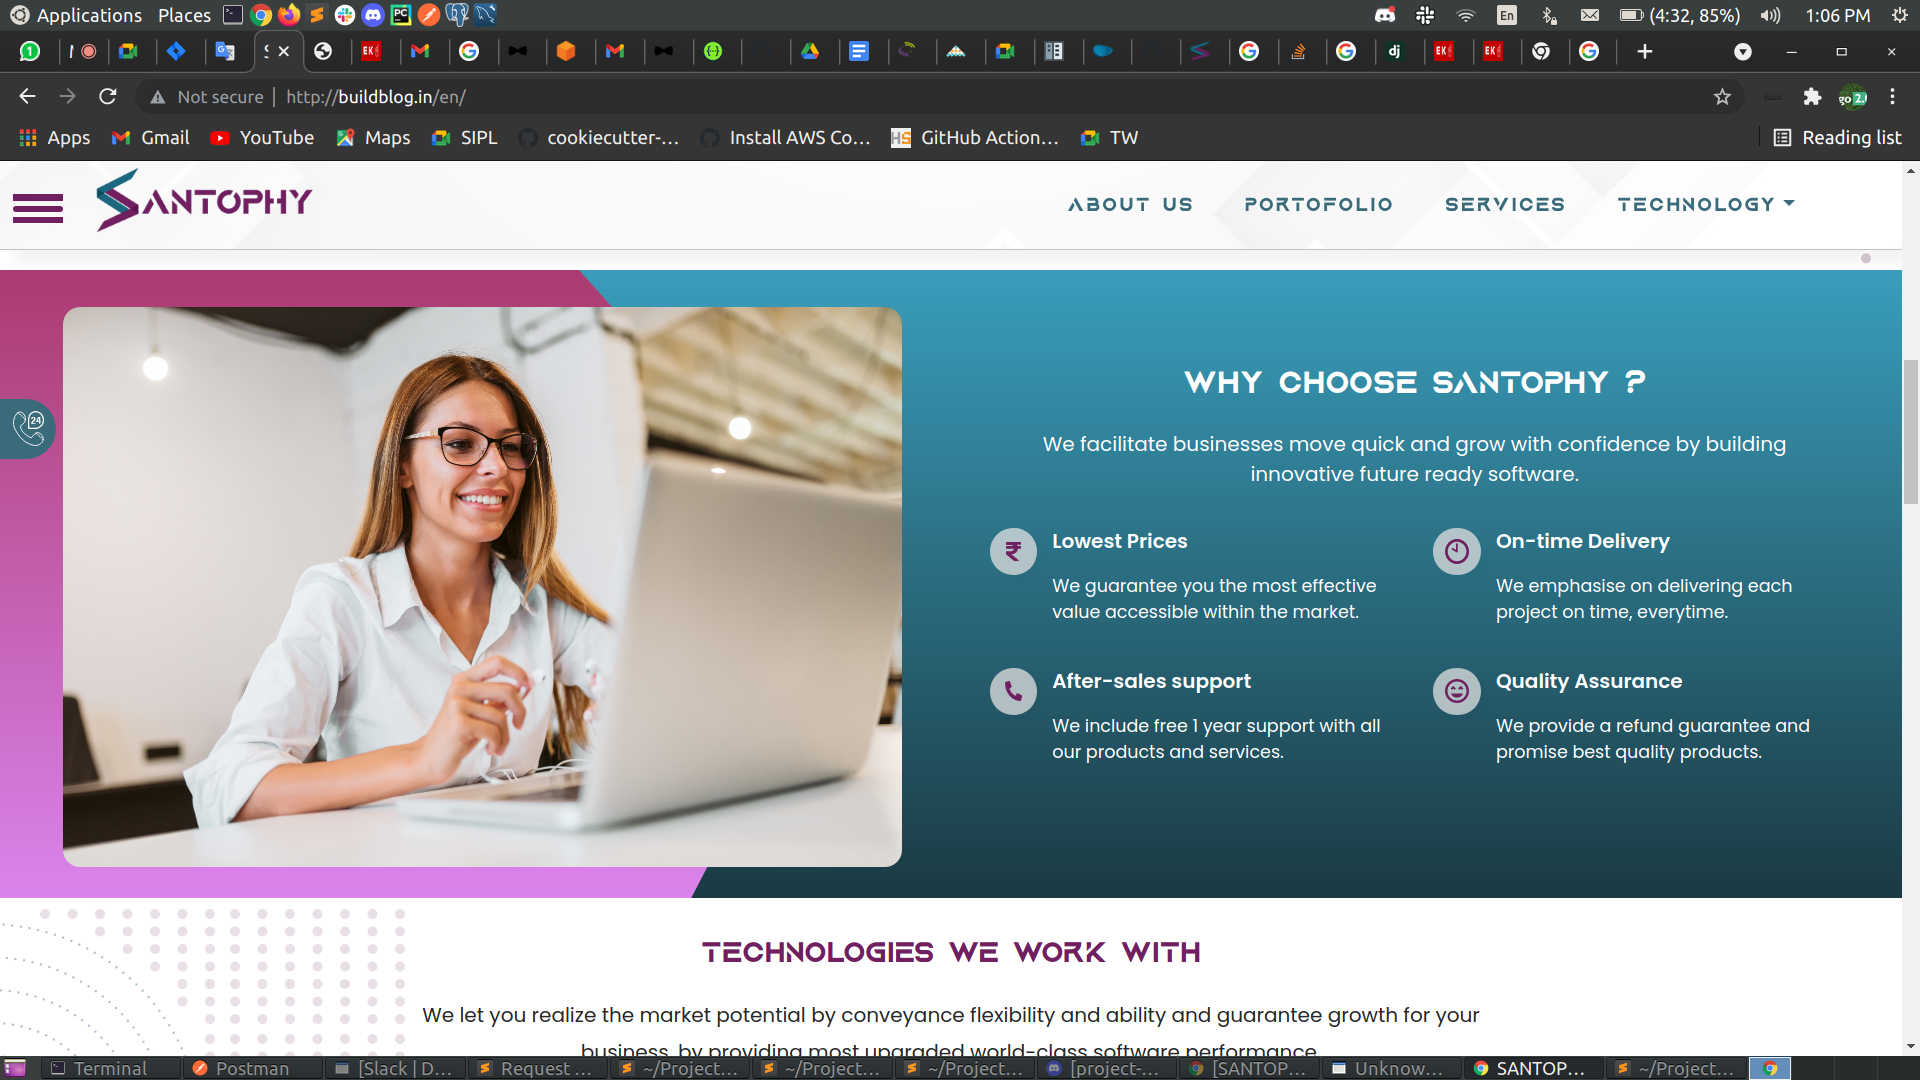 Applications Places En (4:32, 85%) 1:06 PM
Not secure http://buildblog.in/en/
Apps Gmail YouTube Maps SIPL cookiecutter-... Install AWS Co... GitHub Action... TW Reading list
SANTOPHY
ABOUT US PORTOFOLIO SERVICES TECHNOLOGY
24
WHY CHOOSE SANTOPHY ?
We facilitate businesses move quick and grow with confidence by building
innovative future ready software.
Lowest Prices
We guarantee you the most effective
value accessible within the market.
On-time Delivery
We emphasise on delivering each
project on time, everytime.
After-sales support
We include free 1 year support with all
our products and services.
Quality Assurance
We provide a refund guarantee and
promise best quality products.
TECHNOLOGIES WE WORK WITH
We let you realize the market potential by conveyance flexibility and ability and guarantee growth for your
business, by providing most upgraded world-class software performance
Terminal Postman [Slack | D... Request ... ~/Project... ~/Project... ~/Project... [project-... [SANTOP... Unknow... SANTOP... ~/Project...